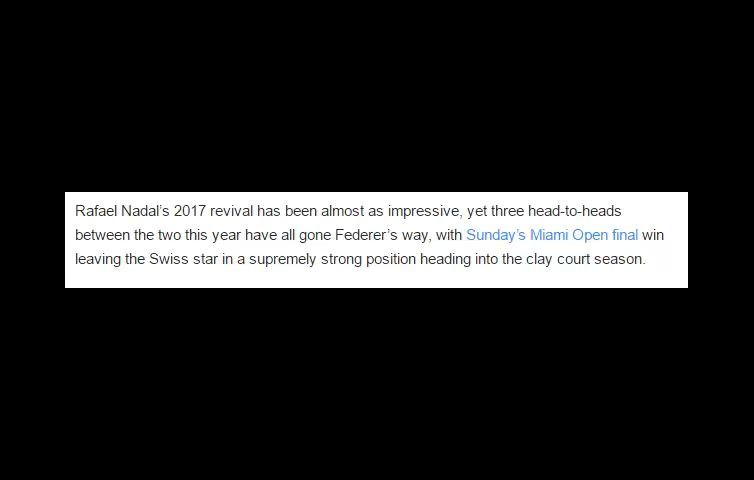 Rafael Nadal’s 2017 revival has been almost as impressive, yet three head-to-heads
between the two this year have all gone Federer’s way, with Sunday’s Miami Open final win
leaving the Swiss star in a supremely strong position heading into the clay court season.